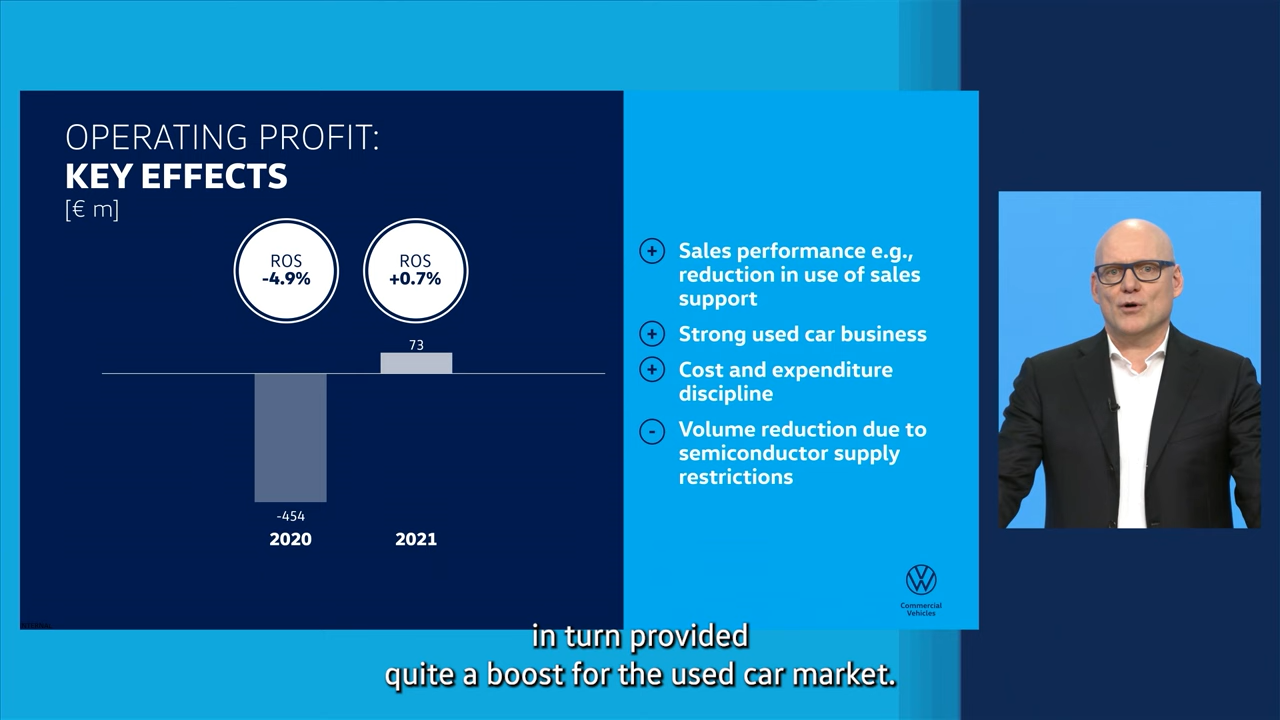 OPERATING PROFIT:
KEY EFFECTS
[€ m]
ROS
-4.9%
ROS
+0.7%
73
-454
2020
2021
+ Sales performance e.g.,
reduction in use of sales
support
+ Strong used car business
+ Cost and expenditure
discipline
- Volume reduction due to
semiconductor supply
restrictions
Commercial
Vehicles
INTERNAL
in turn provided
quite a boost for the used car market.